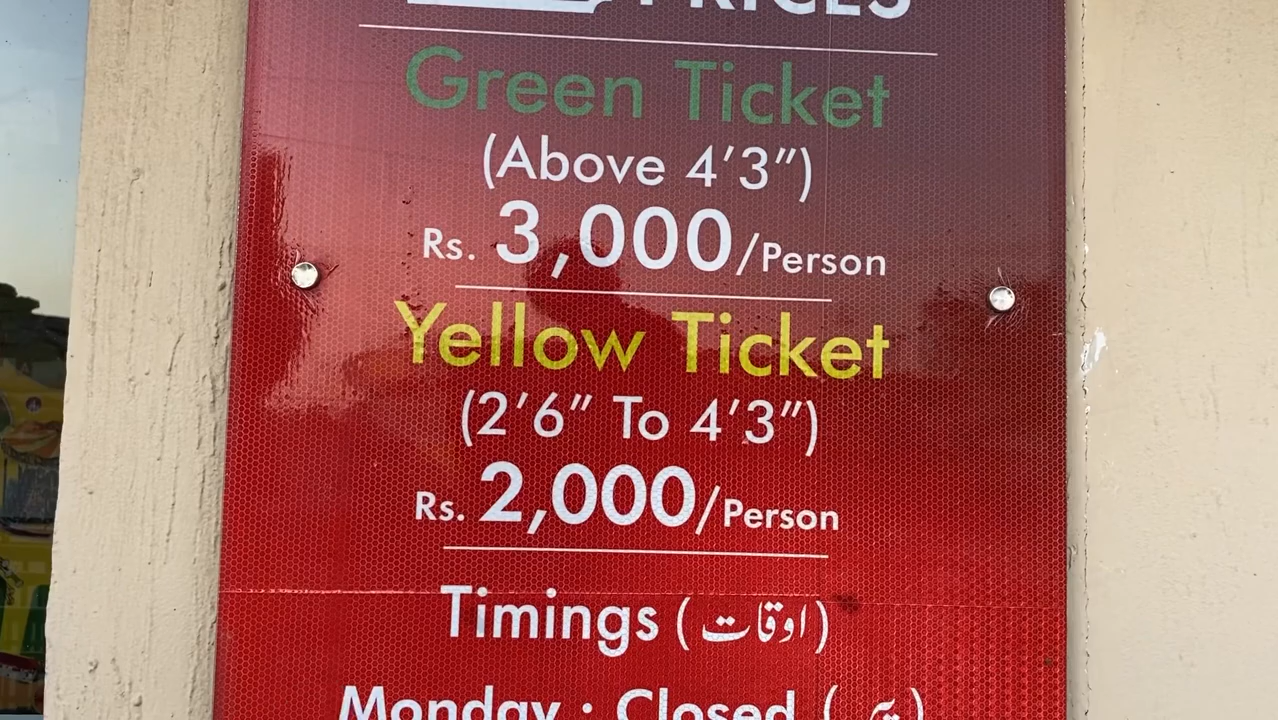 PRICES
Green Ticket
(Above 4'3")
Rs. 3,000/Person
Yellow Ticket
(2'6" To 4'3")
Rs. 2,000/Person
Timings (اوقات)
Monday : Closed